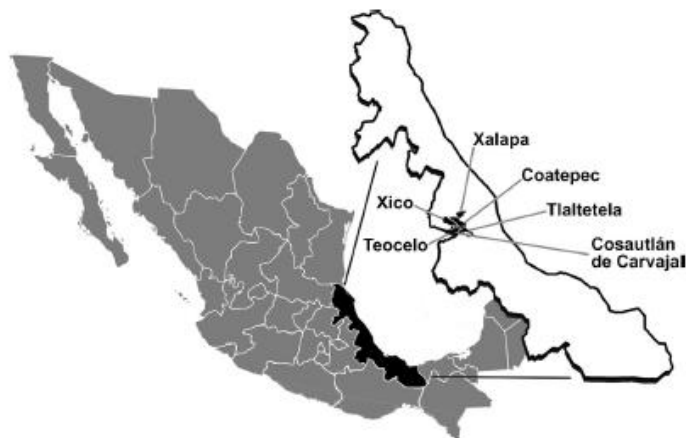 Xalapa
Coatepec
Xico
Tlaltetela
Teocelo
Cosautlán
de Carvajal